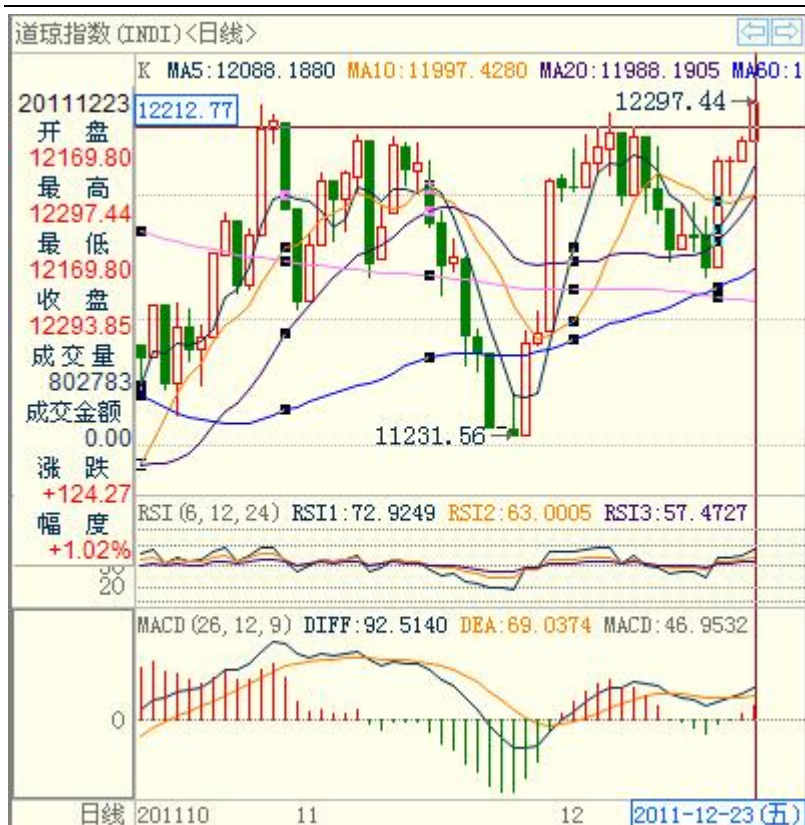 道琼指数(INDI)<日线>
K MA5:12088.1880 MA10:11997.4280 MA20:11988.1905 MA60:1
20111223
12212.77
12297.44
开 盘
12169.80
最 高
12297.44
最 低
12169.80
收 盘
12293.85
成交量
802783
成交金额
0.00
11231.56
涨 跌
+124.27
幅 度
+1.02%
RSI(6,12,24) RSI1:72.9249 RSI2:63.0005 RSI3:57.4727
20
MACD(26,12,9) DIFF:92.5140 DEA:69.0374 MACD:46.9532
0
日线 201110 11 12 2011-12-23(五)